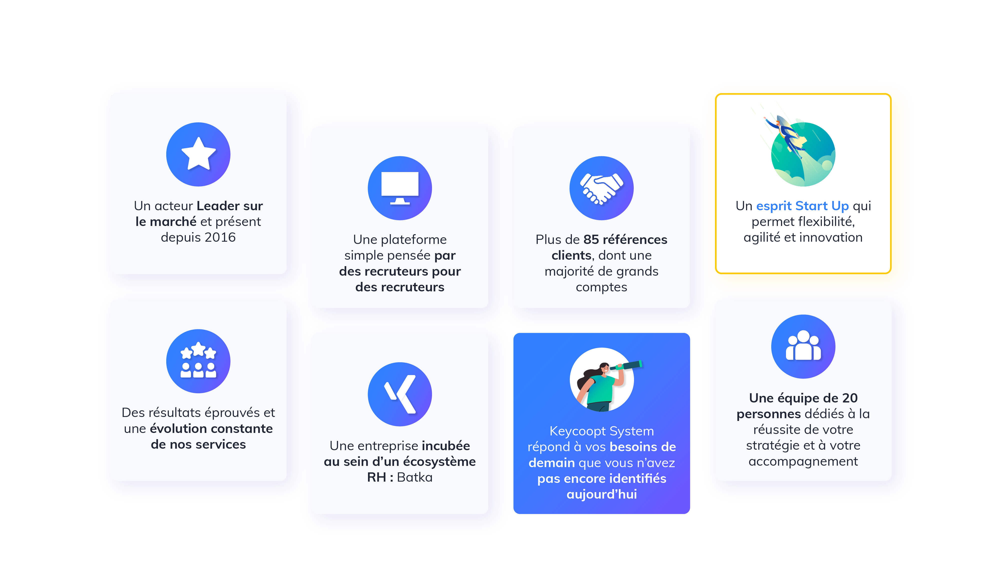 Un acteur Leader sur
le marché et présent
depuis 2016
Une plateforme
simple pensée par
des recruteurs pour
des recruteurs
Plus de 85 références
clients, dont une
majorité de grands
comptes
Un esprit Start Up qui
permet flexibilité,
agilité et innovation
Des résultats éprouvés et
une évolution constante
de nos services
Une entreprise incubée
au sein d’un écosystème
RH : Batka
Keycoopt System
répond à vos besoins de
demain que vous n’avez
pas encore identifiés
aujourd’hui
Une équipe de 20
personnes dédiés à la
réussite de votre
stratégie et à votre
accompagnement